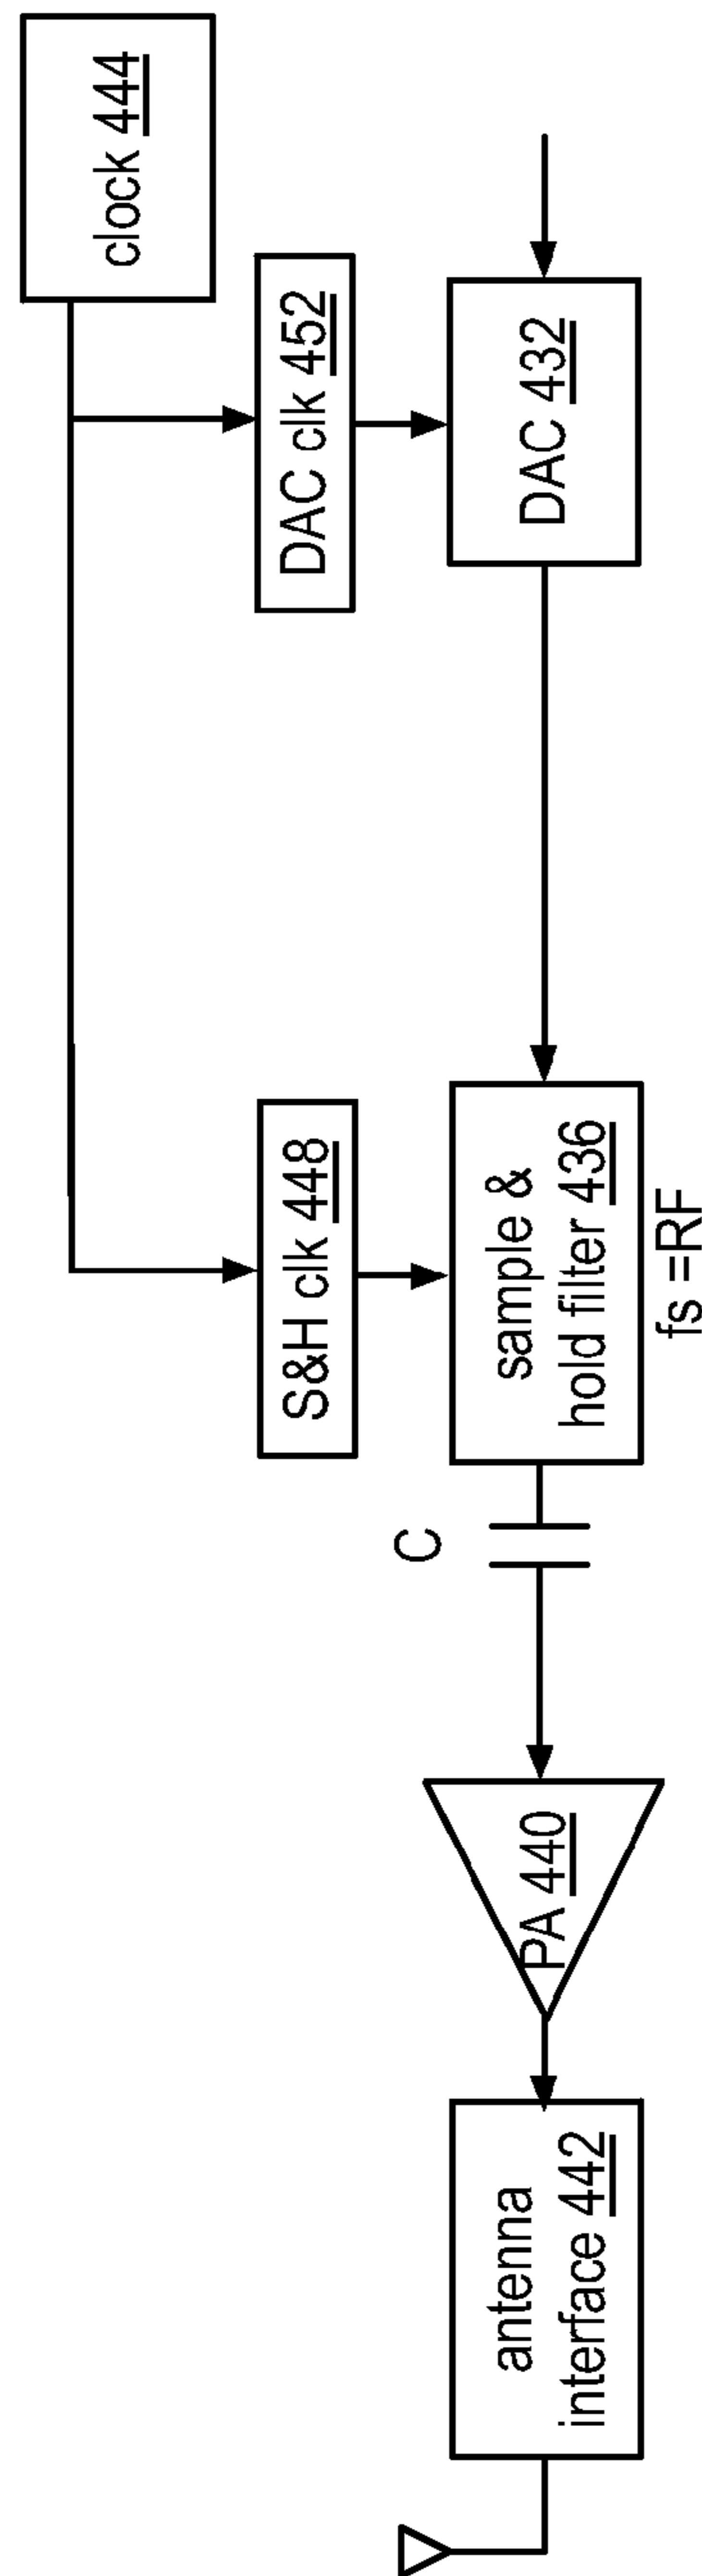 clock 444
DAC clk 452
DAC 432
S&H clk 448
sample &
hold filter 436
fs =RF
C
PA 440
antenna
interface 442